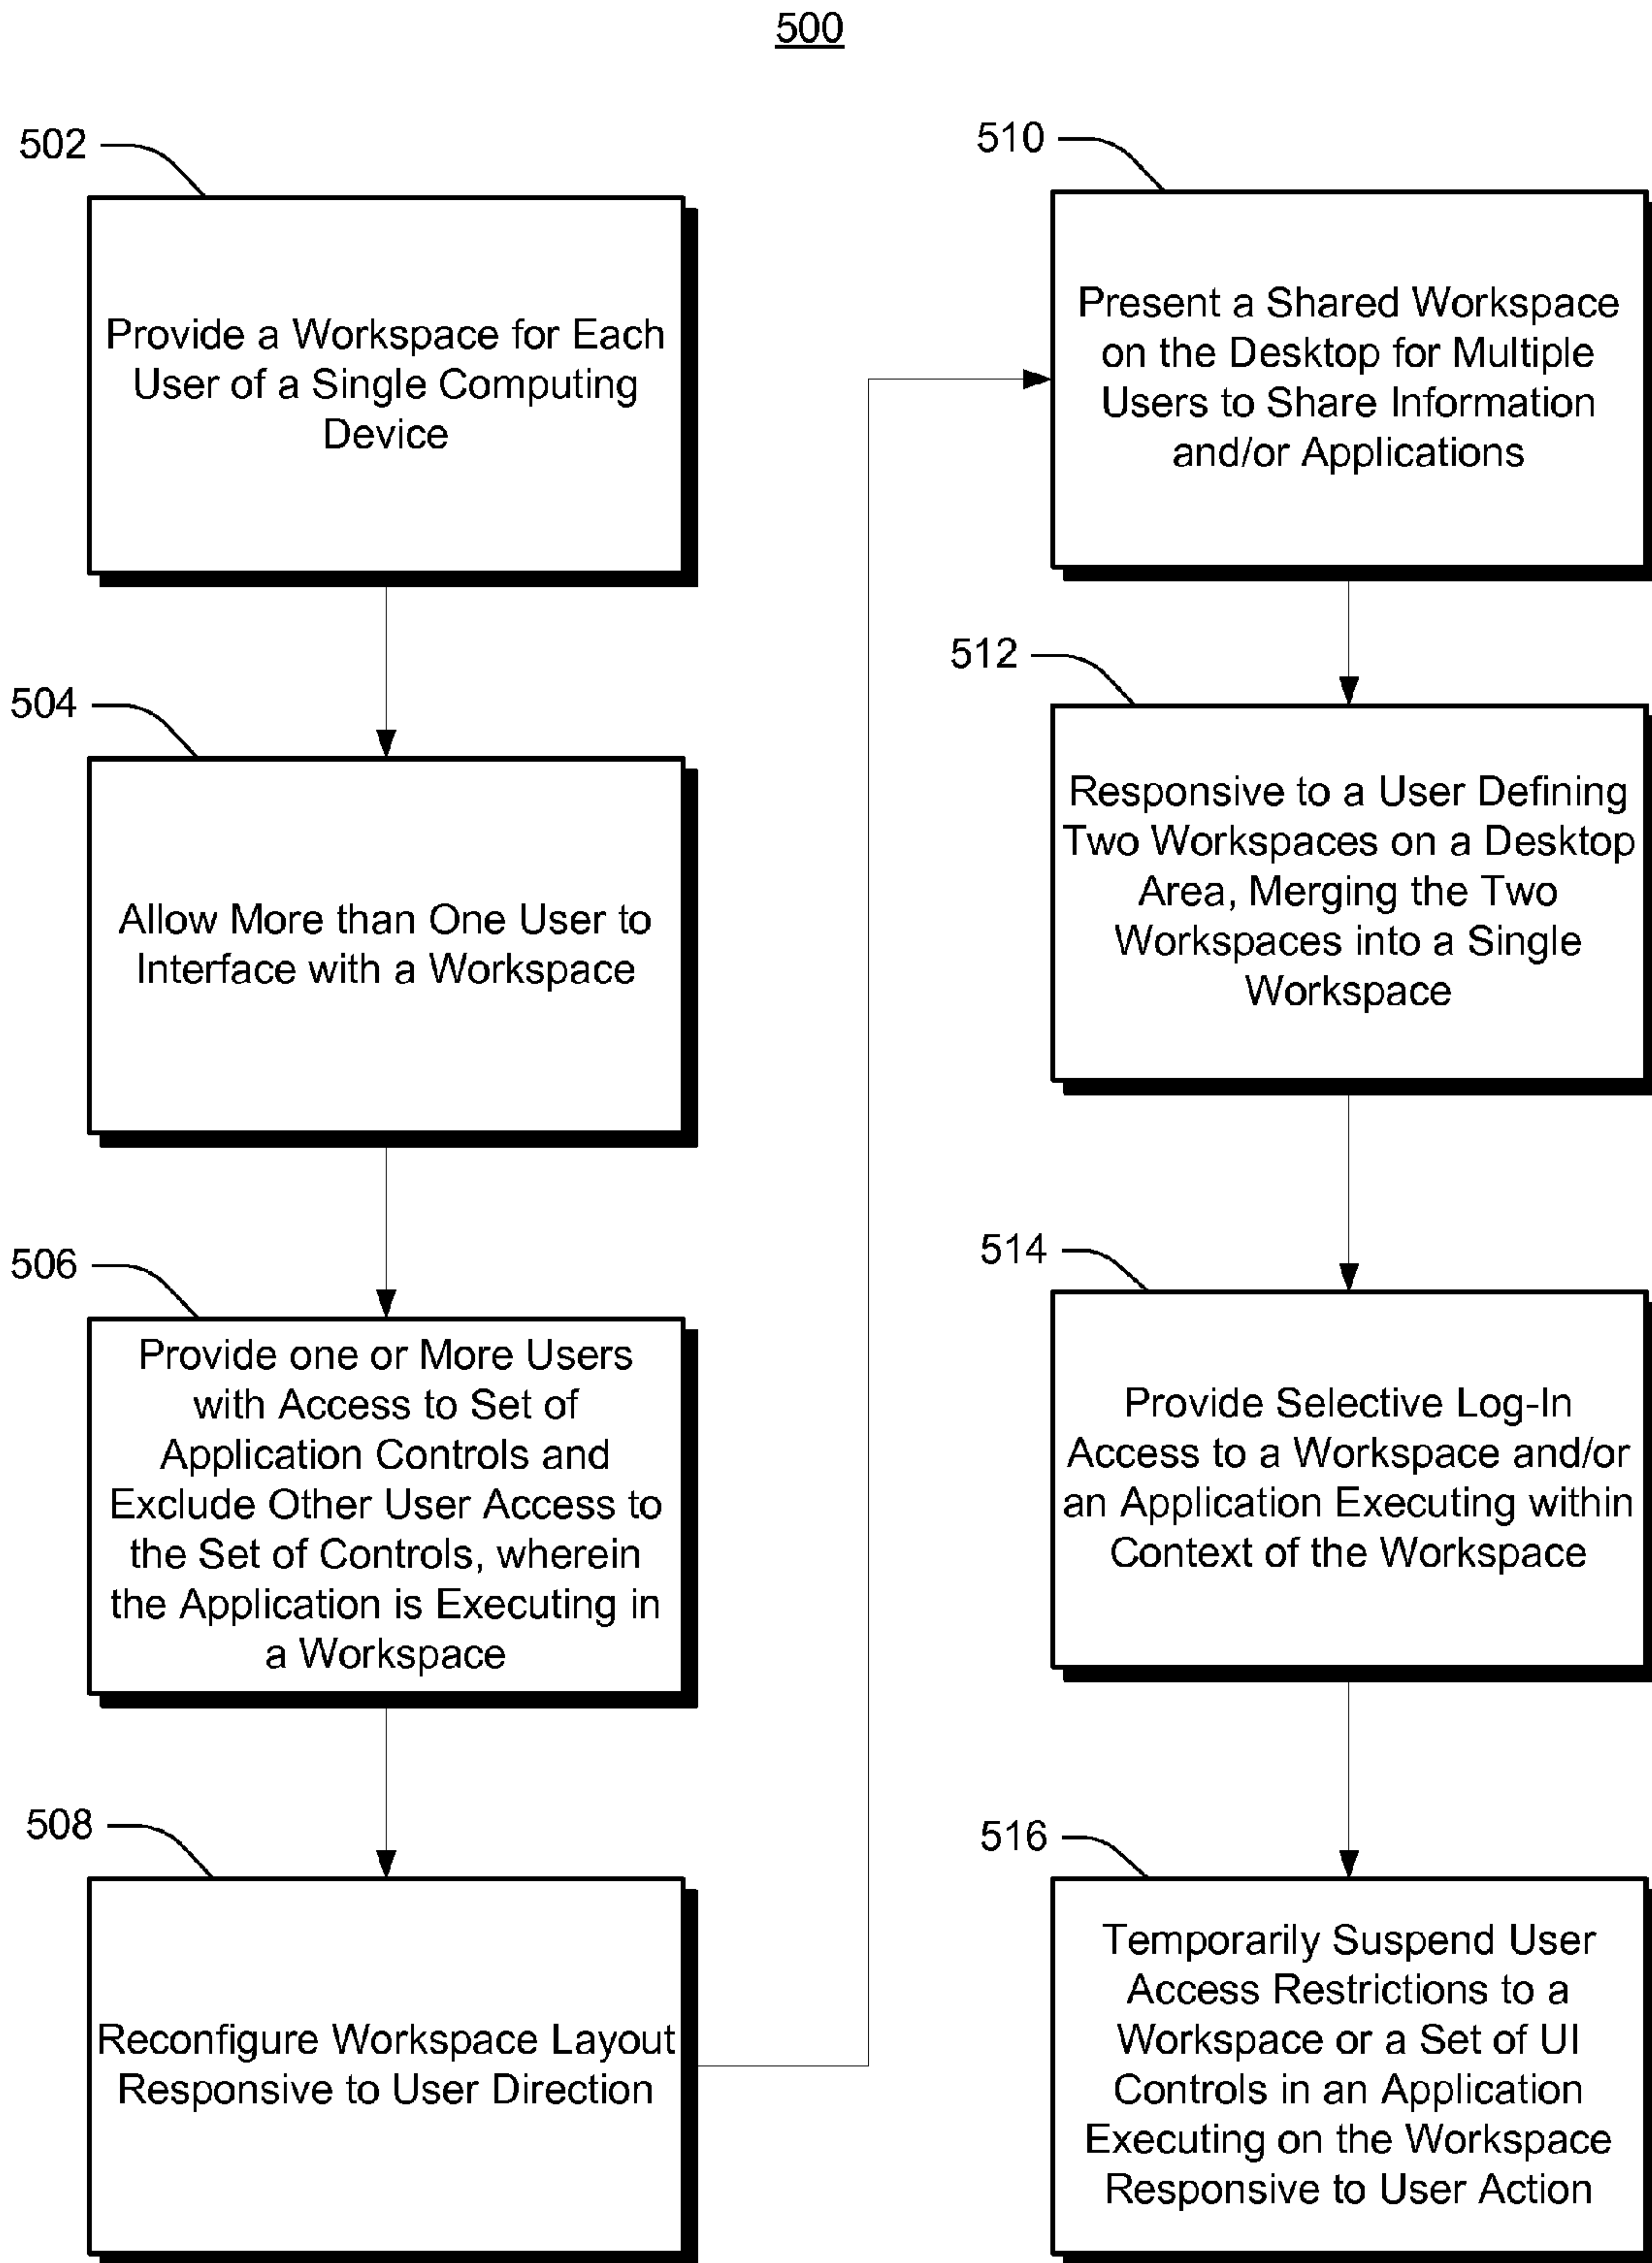 500
502
Provide a Workspace for Each
User of a Single Computing
Device
504
Allow More than One User to
Interface with a Workspace
506
Provide one or More Users
with Access to Set of
Application Controls and
Exclude Other User Access to
the Set of Controls, wherein
the Application is Executing in
a Workspace
508
Reconfigure Workspace Layout
Responsive to User Direction
510
Present a Shared Workspace
on the Desktop for Multiple
Users to Share Information
and/or Applications
512
Responsive to a User Defining
Two Workspaces on a Desktop
Area, Merging the Two
Workspaces into a Single
Workspace
514
Provide Selective Log-In
Access to a Workspace and/or
an Application Executing within
Context of the Workspace
516
Temporarily Suspend User
Access Restrictions to a
Workspace or a Set of UI
Controls in an Application
Executing on the Workspace
Responsive to User Action